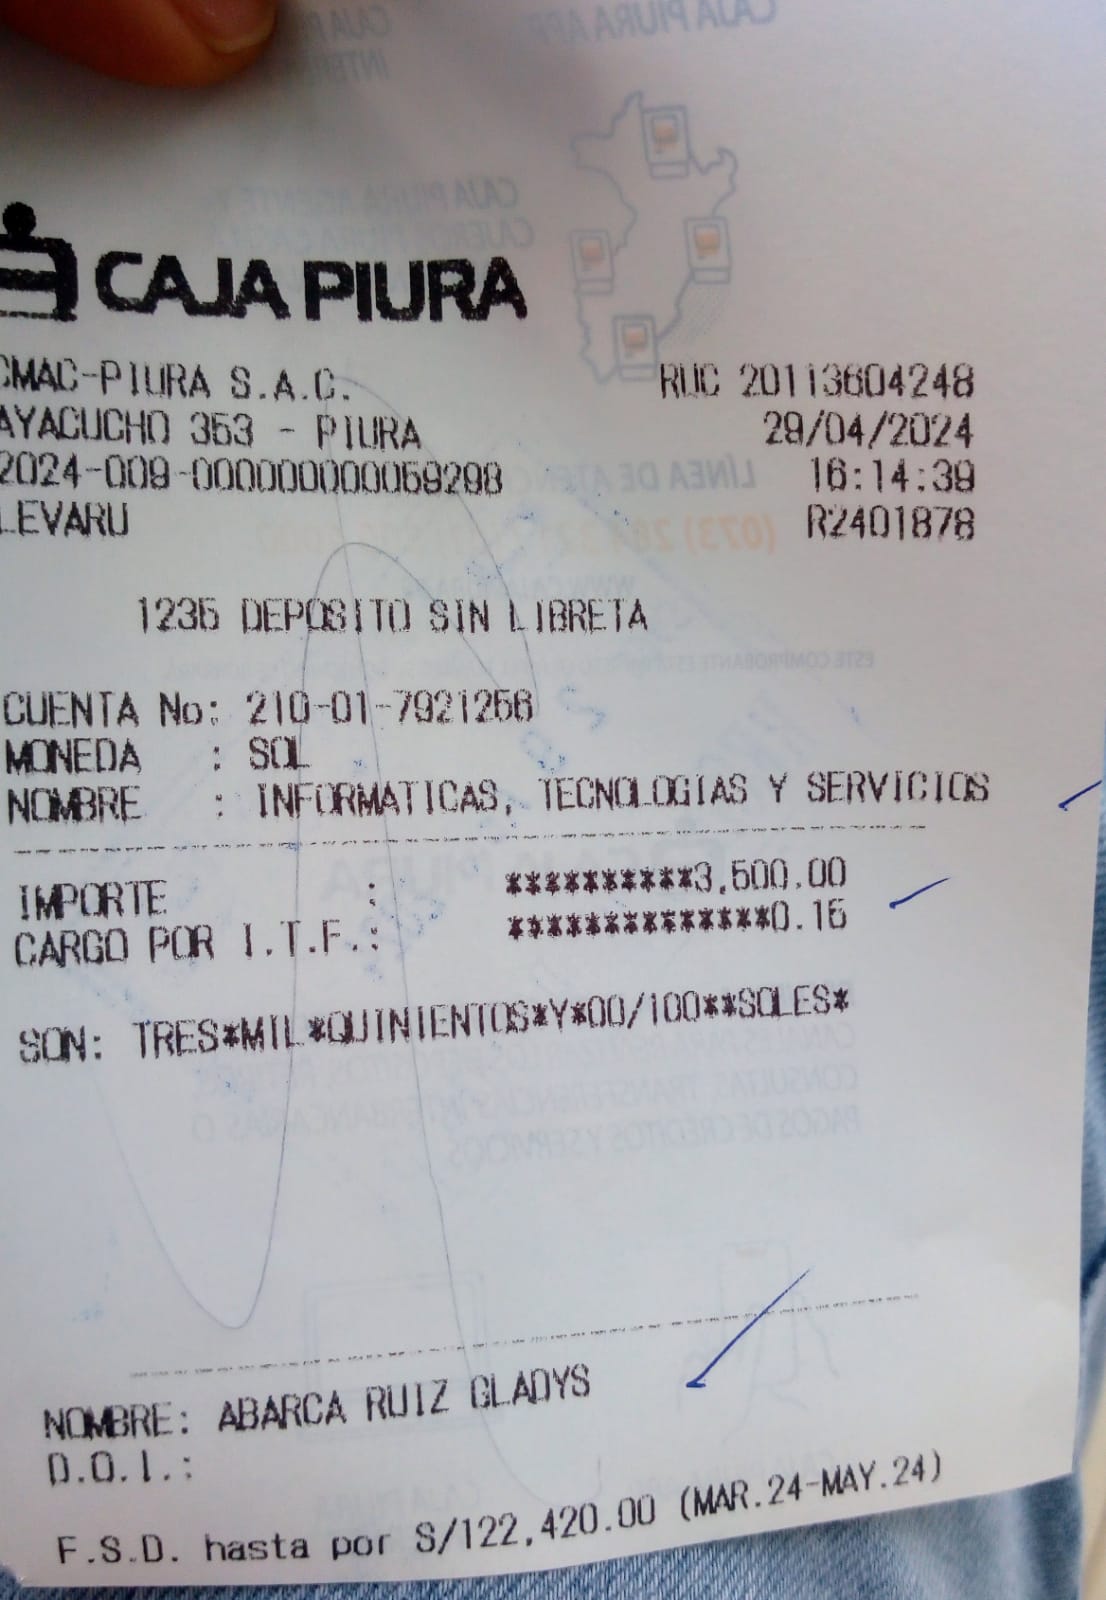 CAJA PIURA
CMAC-PIURA S.A.C. RUC 20113604248
AYACUCHO 353 - PIURA 29/04/2024
2024-009-000000000059298 16:14:39
LEVARU R2401878
1235 DEPOSITO SIN LIBRETA
CUENTA No: 210-01-7921256
MONEDA : SOL
NOMBRE : INFORMATICAS, TECNOLOGIAS Y SERVICIOS
IMPORTE : **********3,500.00
CARGO POR I.T.F.: **************0.15
SON: TRES*MIL*QUINIENTOS*Y*00/100**SOLES*
NOMBRE: ABARCA RUIZ GLADYS
D.O.I.:
F.S.D. hasta por S/122,420.00 (MAR.24-MAY.24)